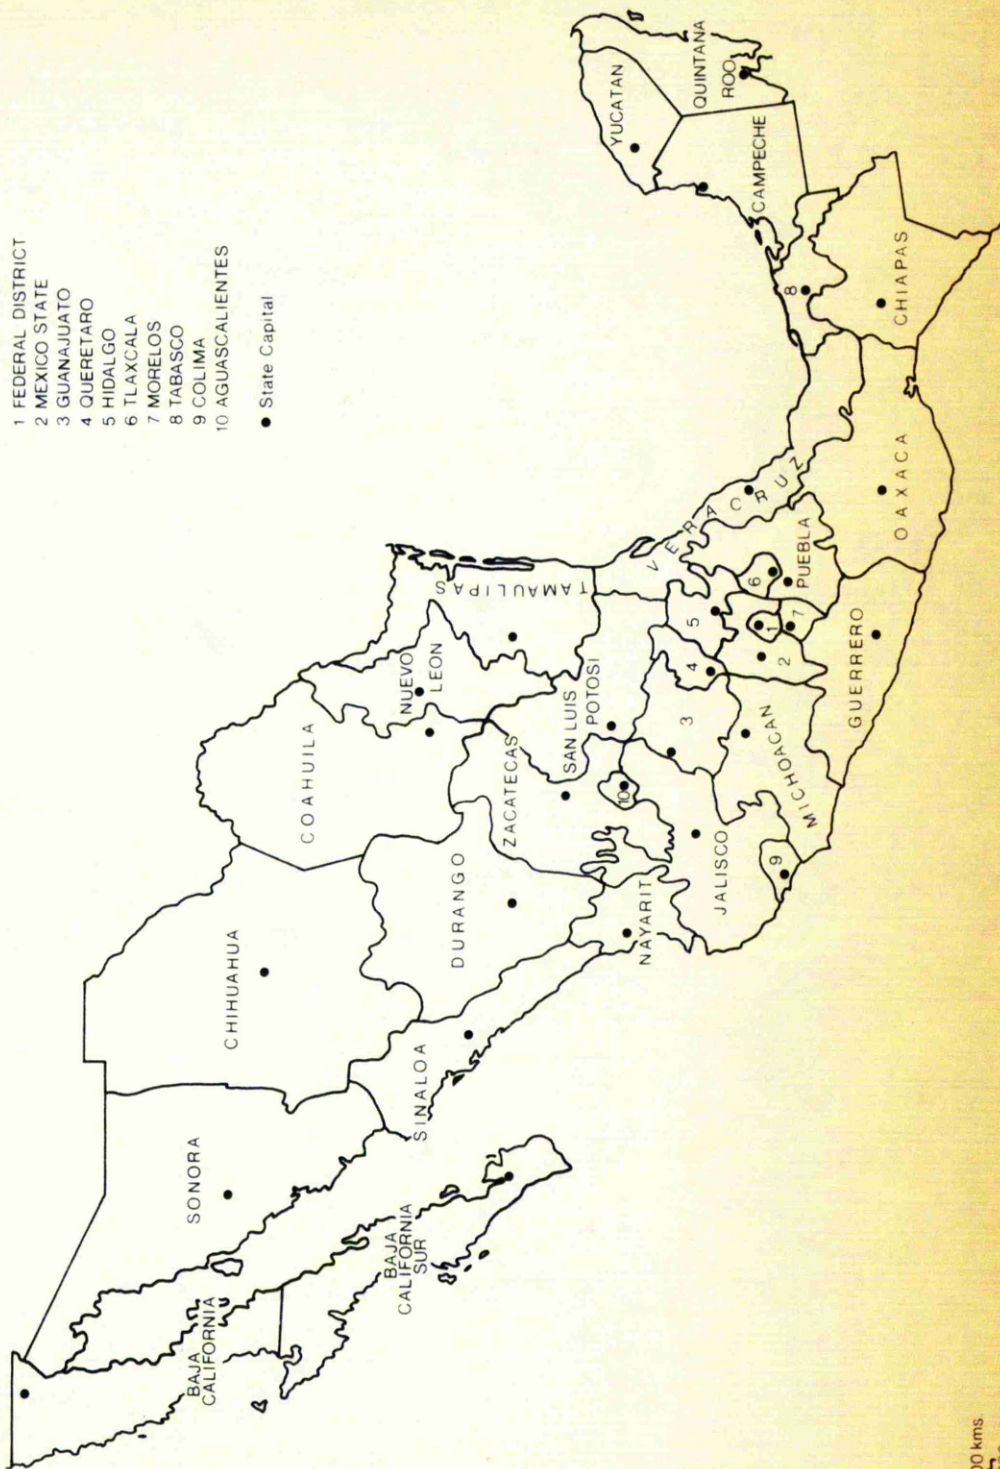 1 FEDERAL DISTRICT
2 MEXICO STATE
3 GUANAJUATO
4 QUERETARO
5 HIDALGO
6 TLAXCALA
7 MORELOS
8 TABASCO
9 COLIMA
10 AGUASCALIENTES
● State Capital
BAJA
CALIFORNIA
SONORA
CHIHUAHUA
COAHUILA
BAJA
CALIFORNIA
SUR
SINALOA
DURANGO
NUEVO
LEON
TAMAULIPAS
ZACATECAS
SAN LUIS
POTOSI
NAYARIT
10
JALISCO
3
4
5
VERACRUZ
9
MICHOACAN
2
1
7
6
PUEBLA
GUERRERO
OAXACA
8
CHIAPAS
YUCATAN
CAMPECHE
QUINTANA
ROO
00 kms.